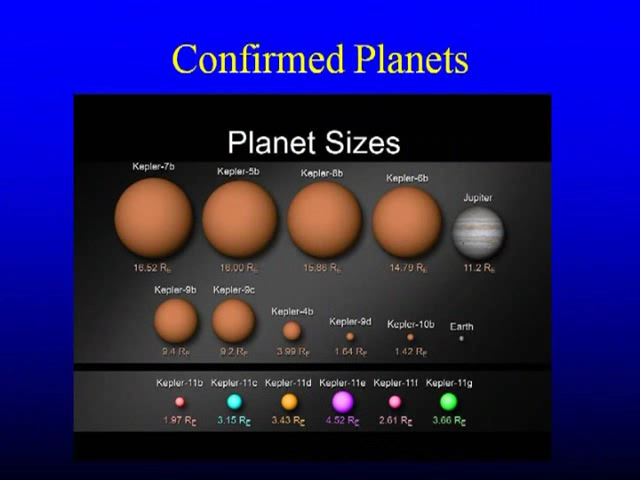 Confirmed Planets
Planet Sizes
Kepler-7b Kepler-5b Kepler-8b Kepler-6b Jupiter
16.52 RE 16.00 RE 15.86 RE 14.79 RE 11.2 RE
Kepler-9b Kepler-9c Kepler-4b Kepler-9d Kepler-10b Earth
9.4 RE 9.2 RE 3.99 RE 1.64 RE 1.42 RE
Kepler-11b Kepler-11c Kepler-11d Kepler-11e Kepler-11f Kepler-11g
1.97 RE 3.15 RE 3.43 RE 4.52 RE 2.61 RE 3.66 RE